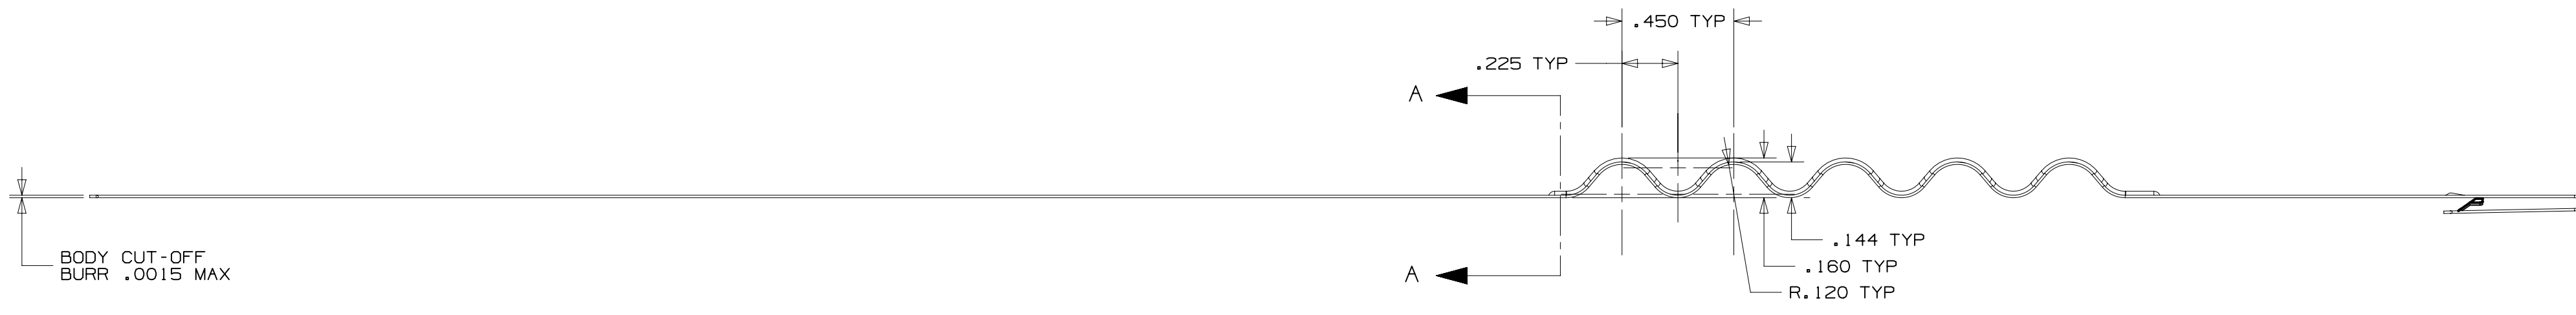 .450 TYP
.225 TYP
A
.144 TYP
BODY CUT-OFF
BURR .0015 MAX
.160 TYP
A
R.120 TYP